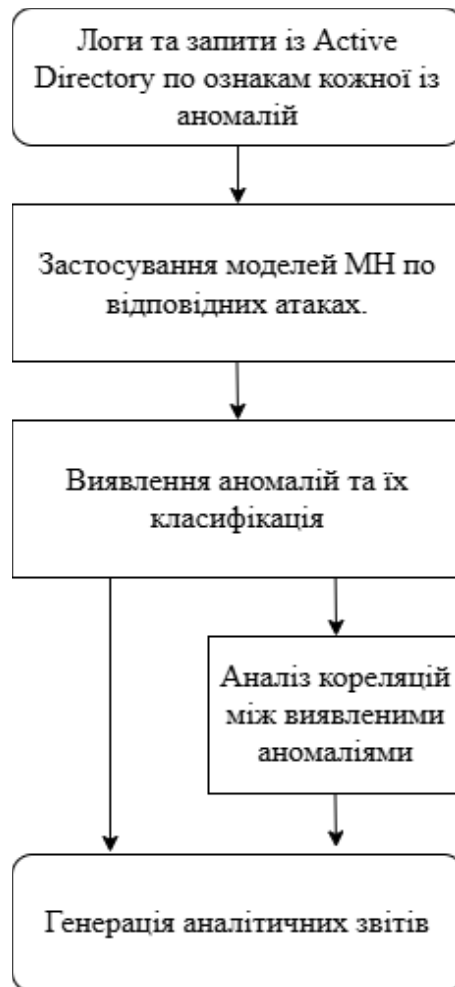 Логи та запити із Active
Directory по ознакам кожної із
аномалій
Застосування моделей МН по
відповідних атаках.
Виявлення аномалій та їх
класифікація
Аналіз кореляцій
між виявленими
аномаліями
Генерація аналітичних звітів